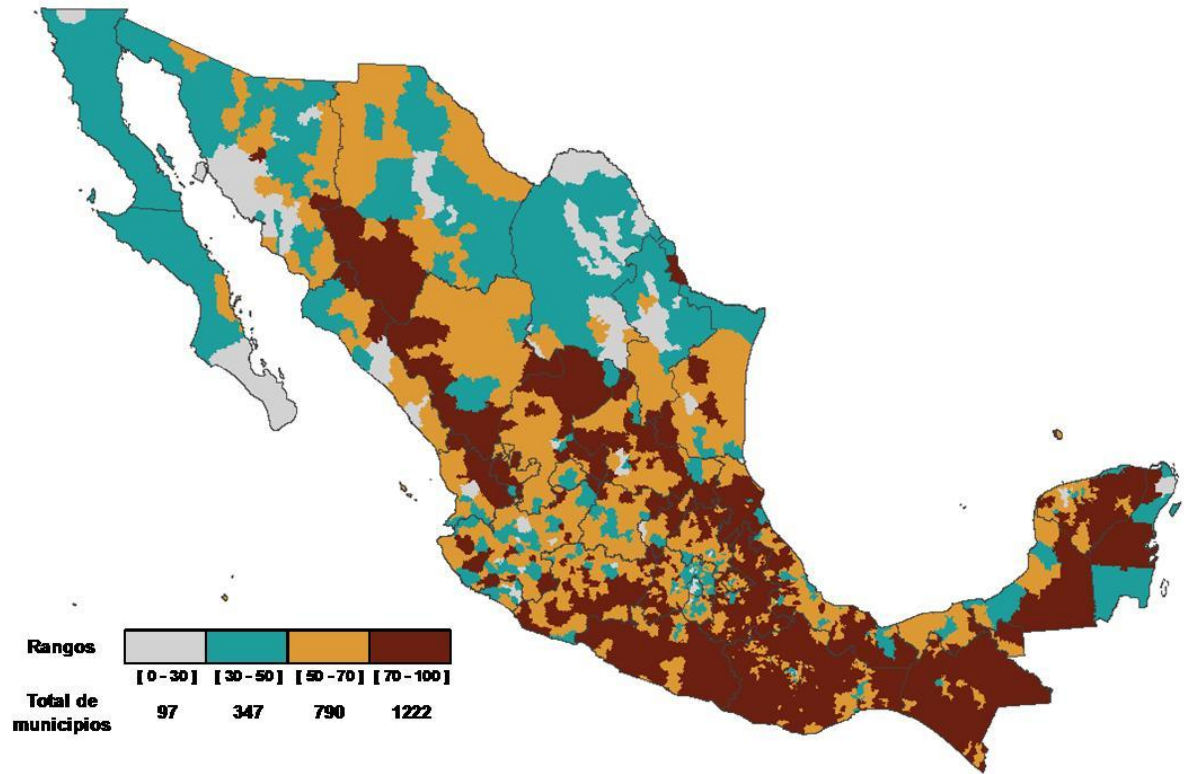 Rangos
[ 0 - 30 ] [ 30 - 50 ] [ 50 - 70 ] [ 70 - 100 ]
Total de
municipios
97 347 790 1222